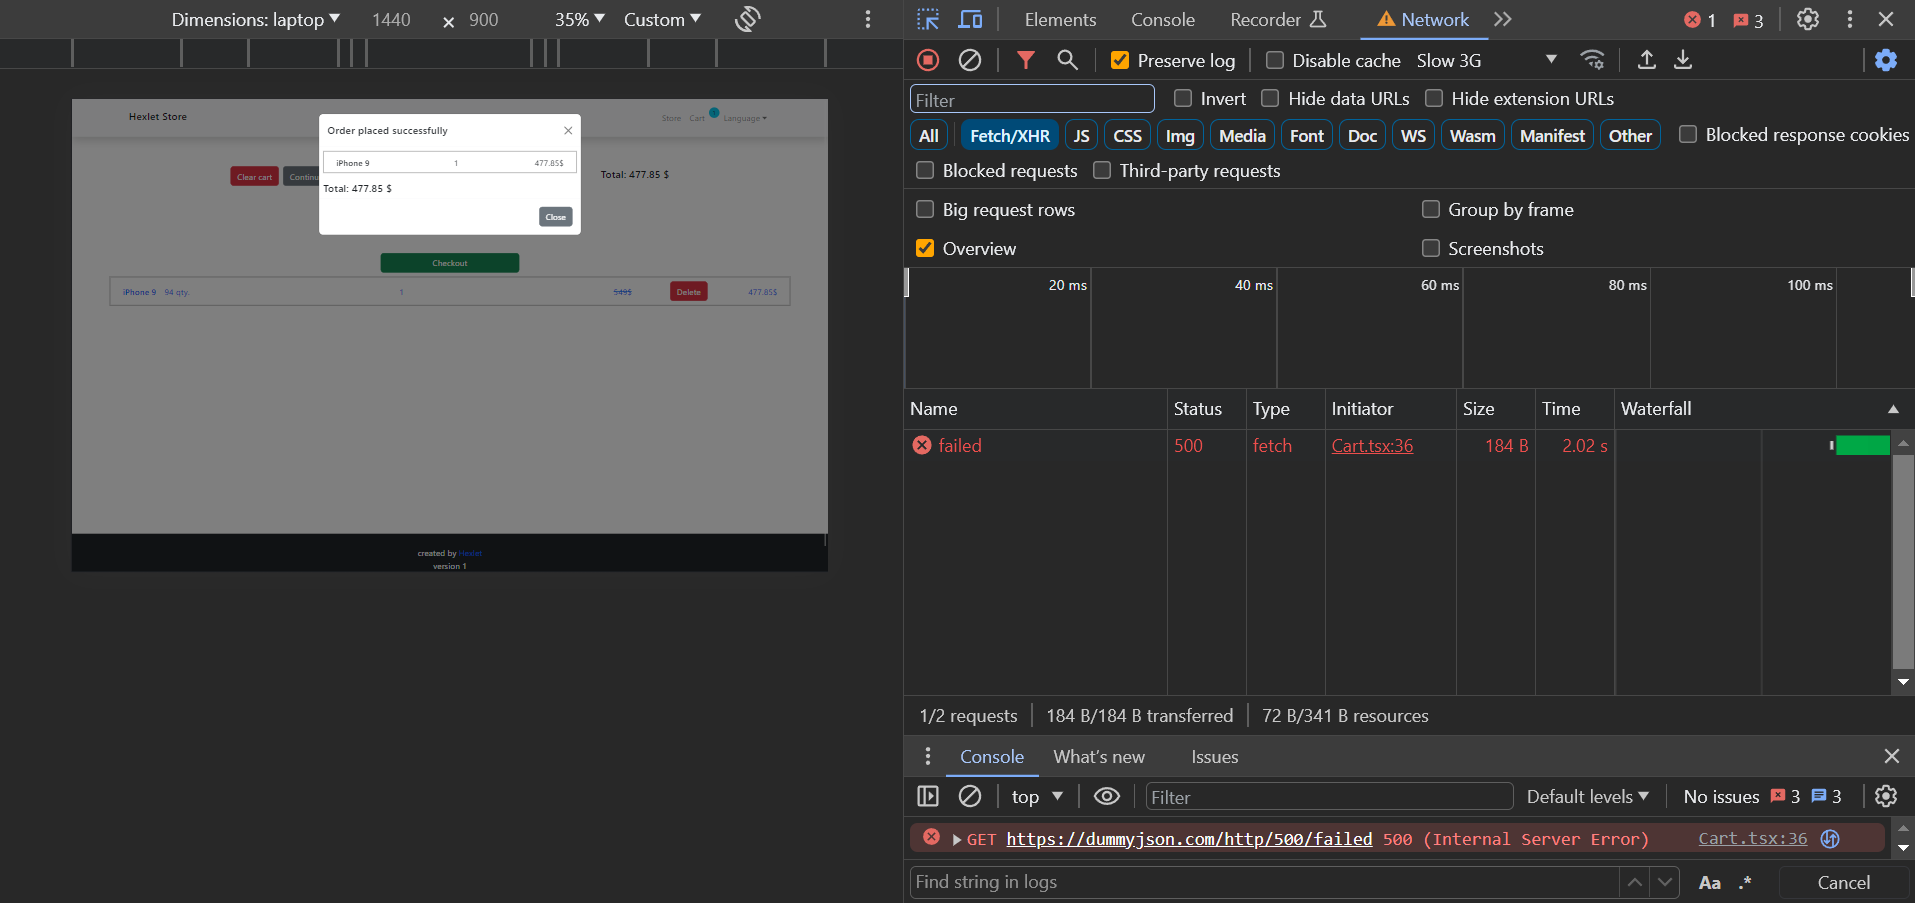 Dimensions: laptop 1440 × 900 35% Custom
Hexlet Store Store Cart Language
Order placed successfully
iPhone 9 1 477.85$
Total: 477.85 $
Close
Clear cart Continu Total: 477.85 $
Checkout
iPhone 9 94 qty. 1 549$ Delete 477.85$
created by Hexlet
version 1
Elements Console Recorder Network 1 3
Preserve log Disable cache Slow 3G
Filter Invert Hide data URLs Hide extension URLs
All Fetch/XHR JS CSS Img Media Font Doc WS Wasm Manifest Other Blocked response cookies
Blocked requests Third-party requests
Big request rows Group by frame
Overview Screenshots
20 ms 40 ms 60 ms 80 ms 100 ms
Name Status Type Initiator Size Time Waterfall
failed 500 fetch Cart.tsx:36 184 B 2.02 s
1/2 requests 184 B/184 B transferred 72 B/341 B resources
Console What's new Issues
top Filter Default levels No issues 3 3
GET https://dummyjson.com/http/500/failed 500 (Internal Server Error) Cart.tsx:36
Find string in logs Aa .* Cancel